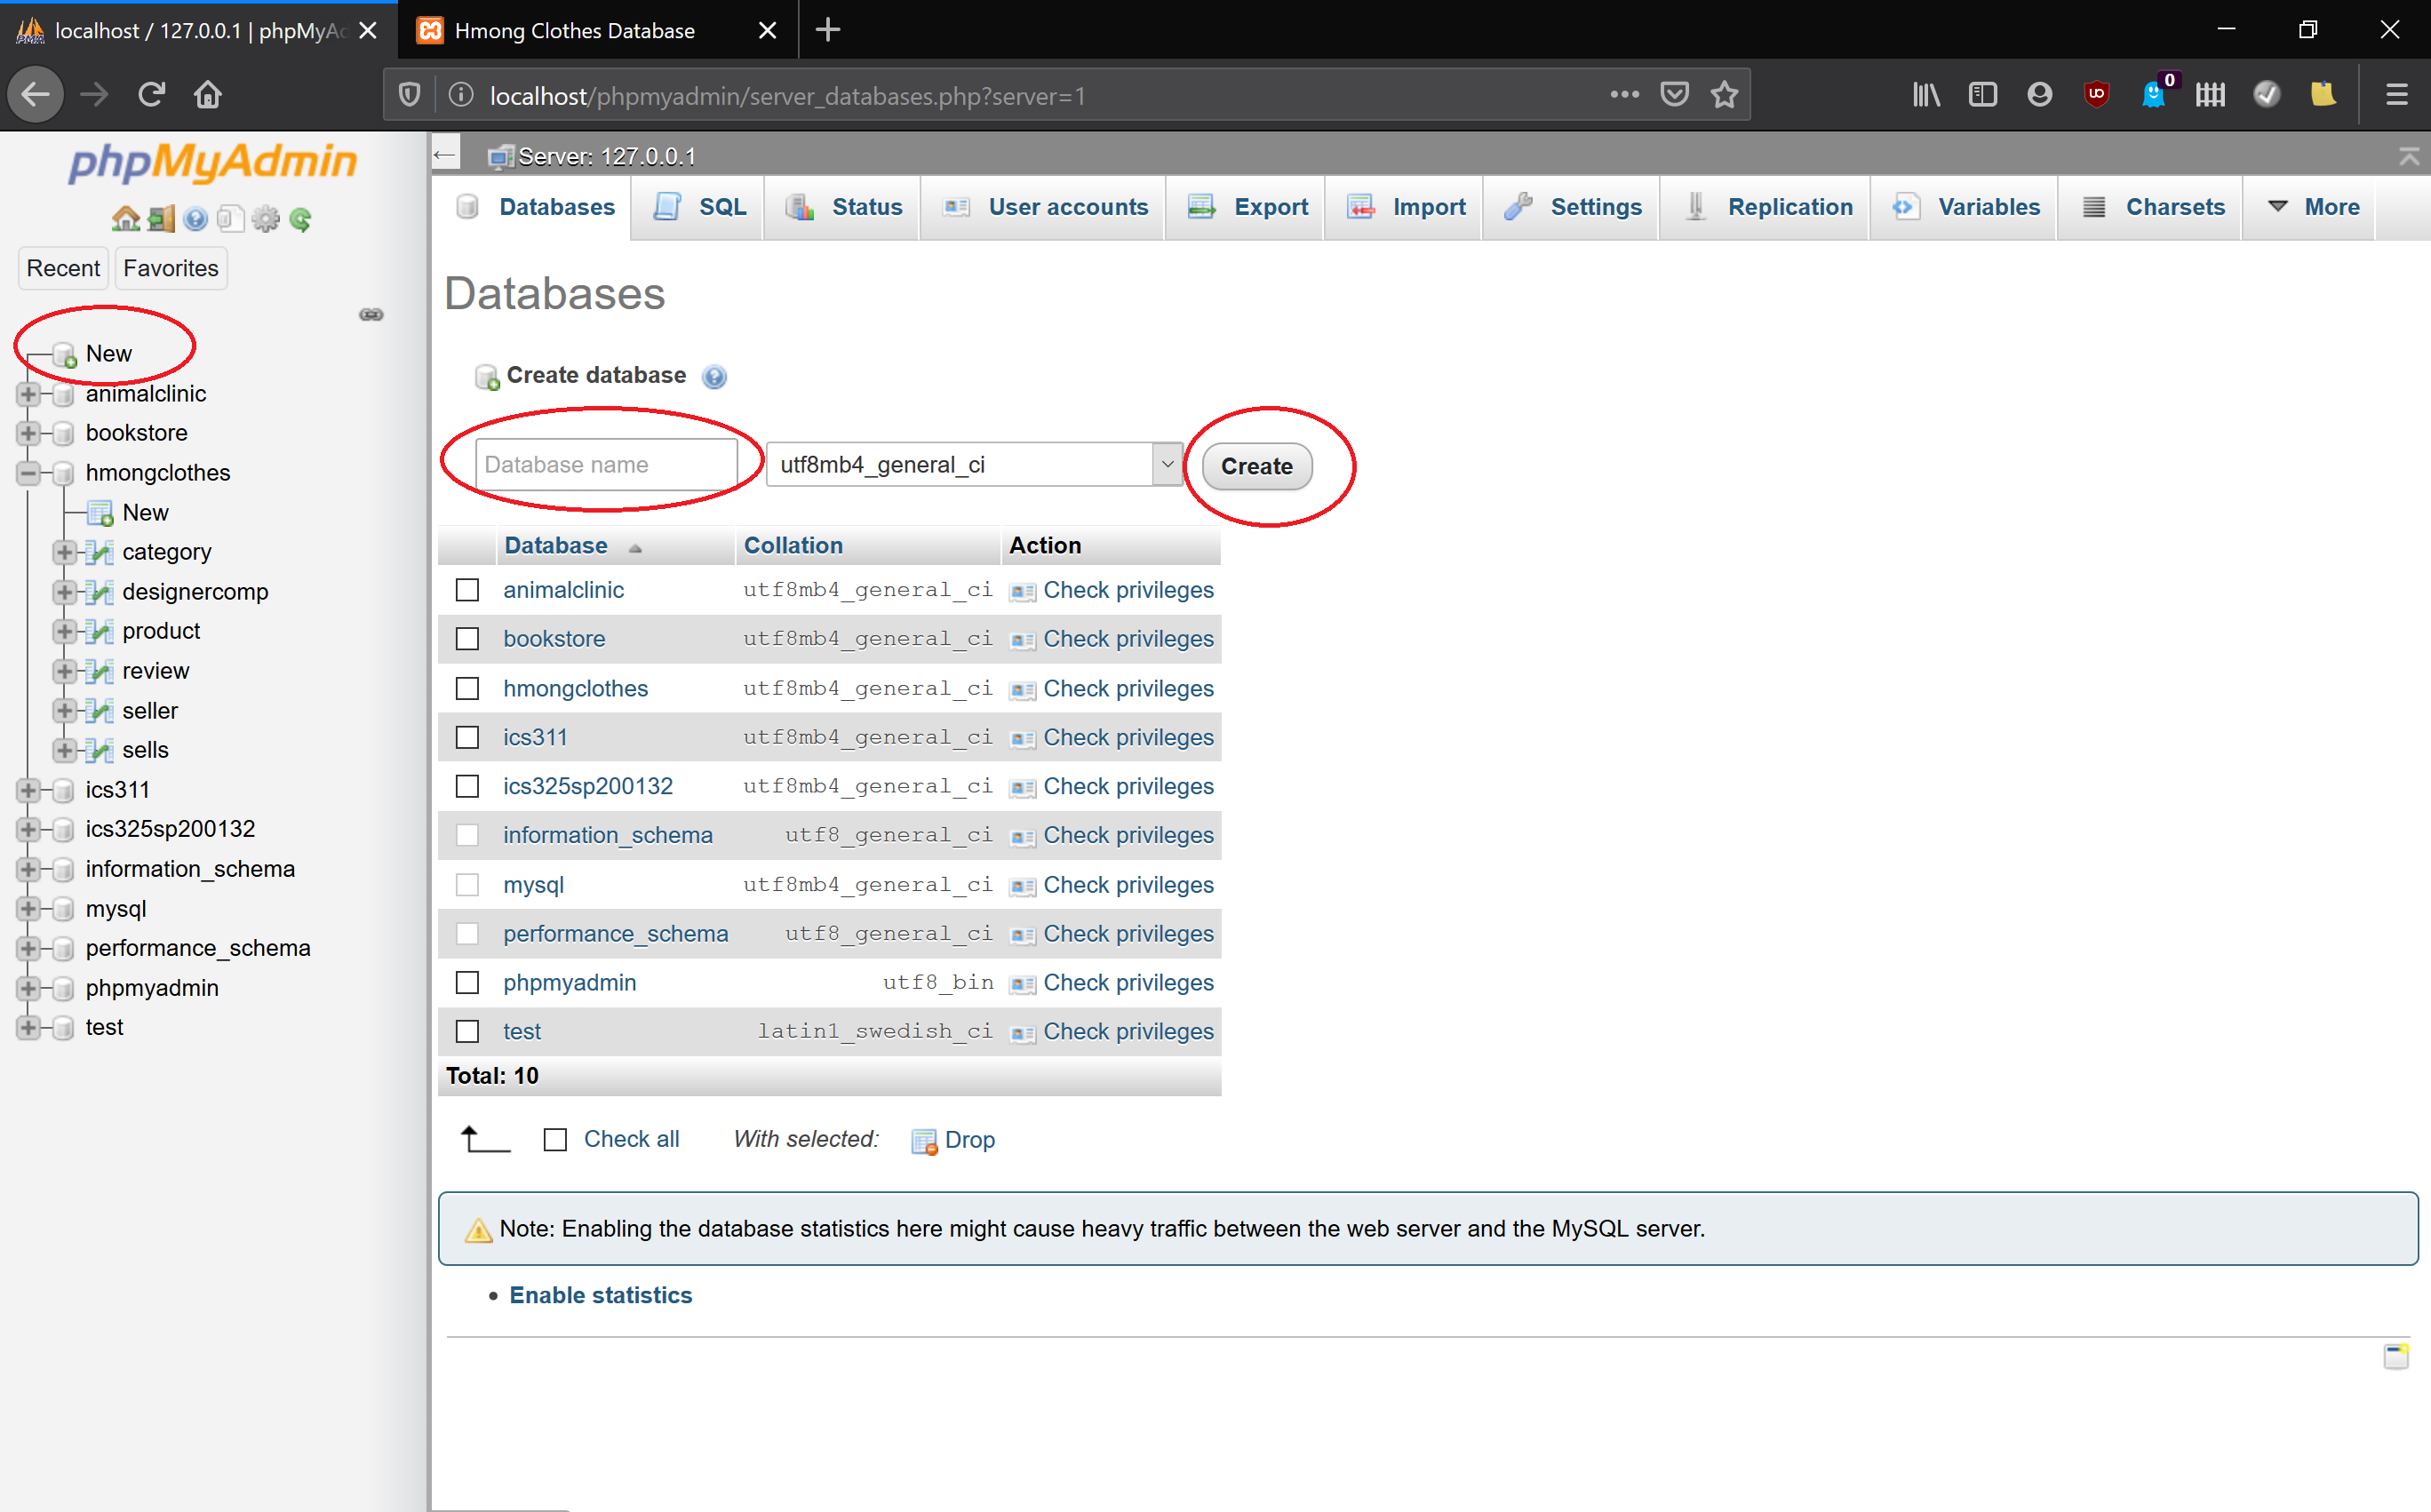 localhost / 127.0.0.1 | phpMyAd
Hmong Clothes Database
localhost/phpmyadmin/server_databases.php?server=1
0
phpMyAdmin
Recent
Favorites
New
animalclinic
bookstore
hmongclothes
New
category
designercomp
product
review
seller
sells
ics311
ics325sp200132
information_schema
mysql
performance_schema
phpmyadmin
test
Server: 127.0.0.1
Databases SQL Status User accounts Export Import Settings Replication Variables Charsets More
Databases
Create database
Database name utf8mb4_general_ci Create
Database Collation Action
animalclinic utf8mb4_general_ci Check privileges
bookstore utf8mb4_general_ci Check privileges
hmongclothes utf8mb4_general_ci Check privileges
ics311 utf8mb4_general_ci Check privileges
ics325sp200132 utf8mb4_general_ci Check privileges
information_schema utf8_general_ci Check privileges
mysql utf8mb4_general_ci Check privileges
performance_schema utf8_general_ci Check privileges
phpmyadmin utf8_bin Check privileges
test latin1_swedish_ci Check privileges
Total: 10
Check all With selected: Drop
Note: Enabling the database statistics here might cause heavy traffic between the web server and the MySQL server.
• Enable statistics